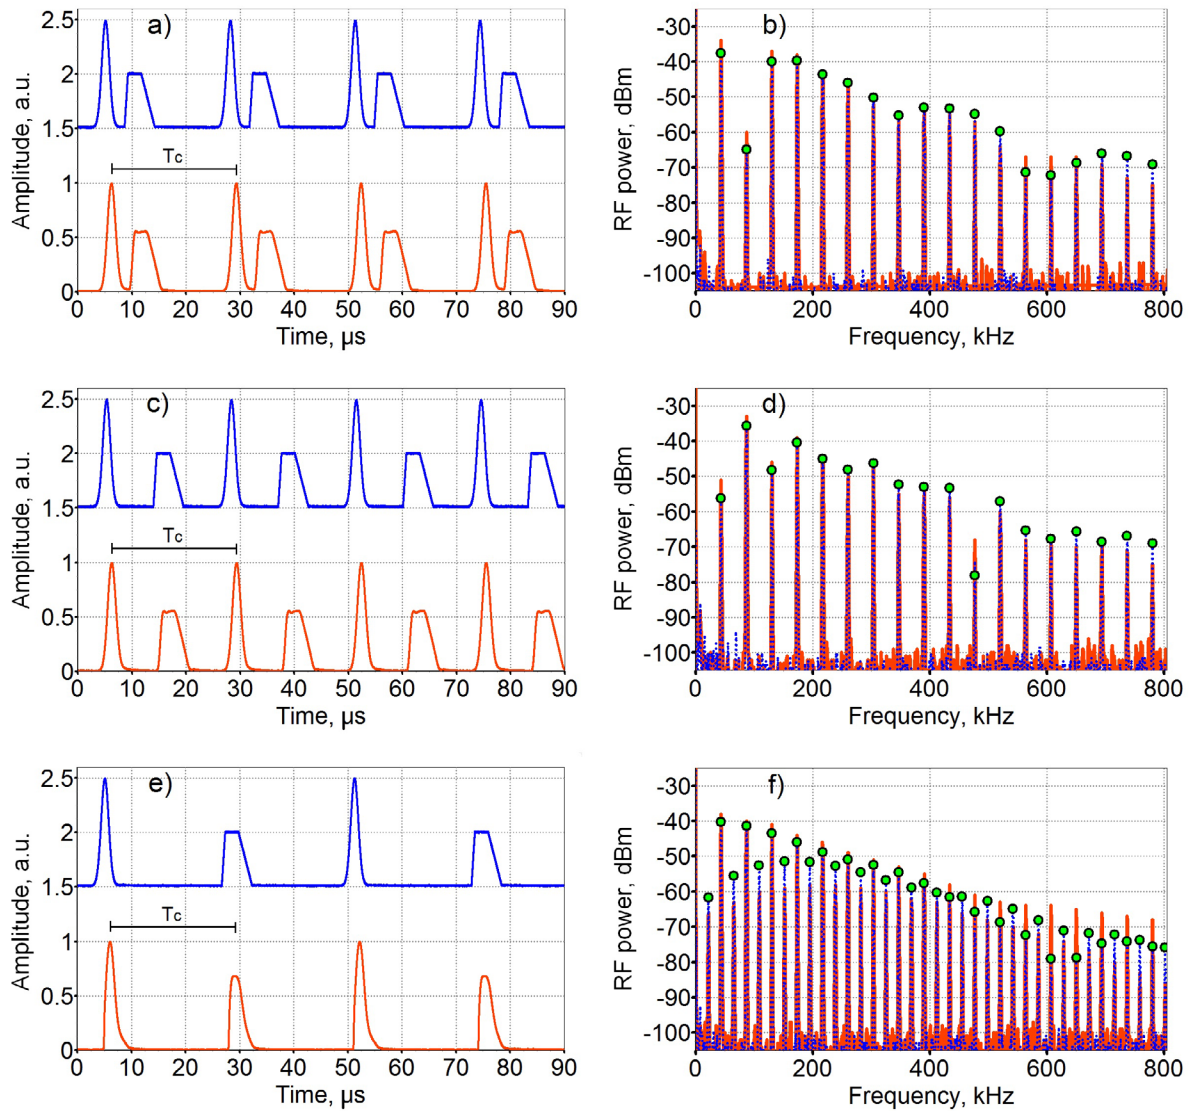 a)
2.5
2
1.5
1
0.5
0
Amplitude, a.u.
Tc
0 10 20 30 40 50 60 70 80 90
Time, µs
b)
-30
-40
-50
-60
-70
-80
-90
-100
RF power, dBm
0 200 400 600 800
Frequency, kHz
c)
2.5
2
1.5
1
0.5
0
Amplitude, a.u.
Tc
0 10 20 30 40 50 60 70 80 90
Time, µs
d)
-30
-40
-50
-60
-70
-80
-90
-100
RF power, dBm
0 200 400 600 800
Frequency, kHz
e)
2.5
2
1.5
1
0.5
0
Amplitude, a.u.
Tc
0 10 20 30 40 50 60 70 80 90
Time, µs
f)
-30
-40
-50
-60
-70
-80
-90
-100
RF power, dBm
0 200 400 600 800
Frequency, kHz